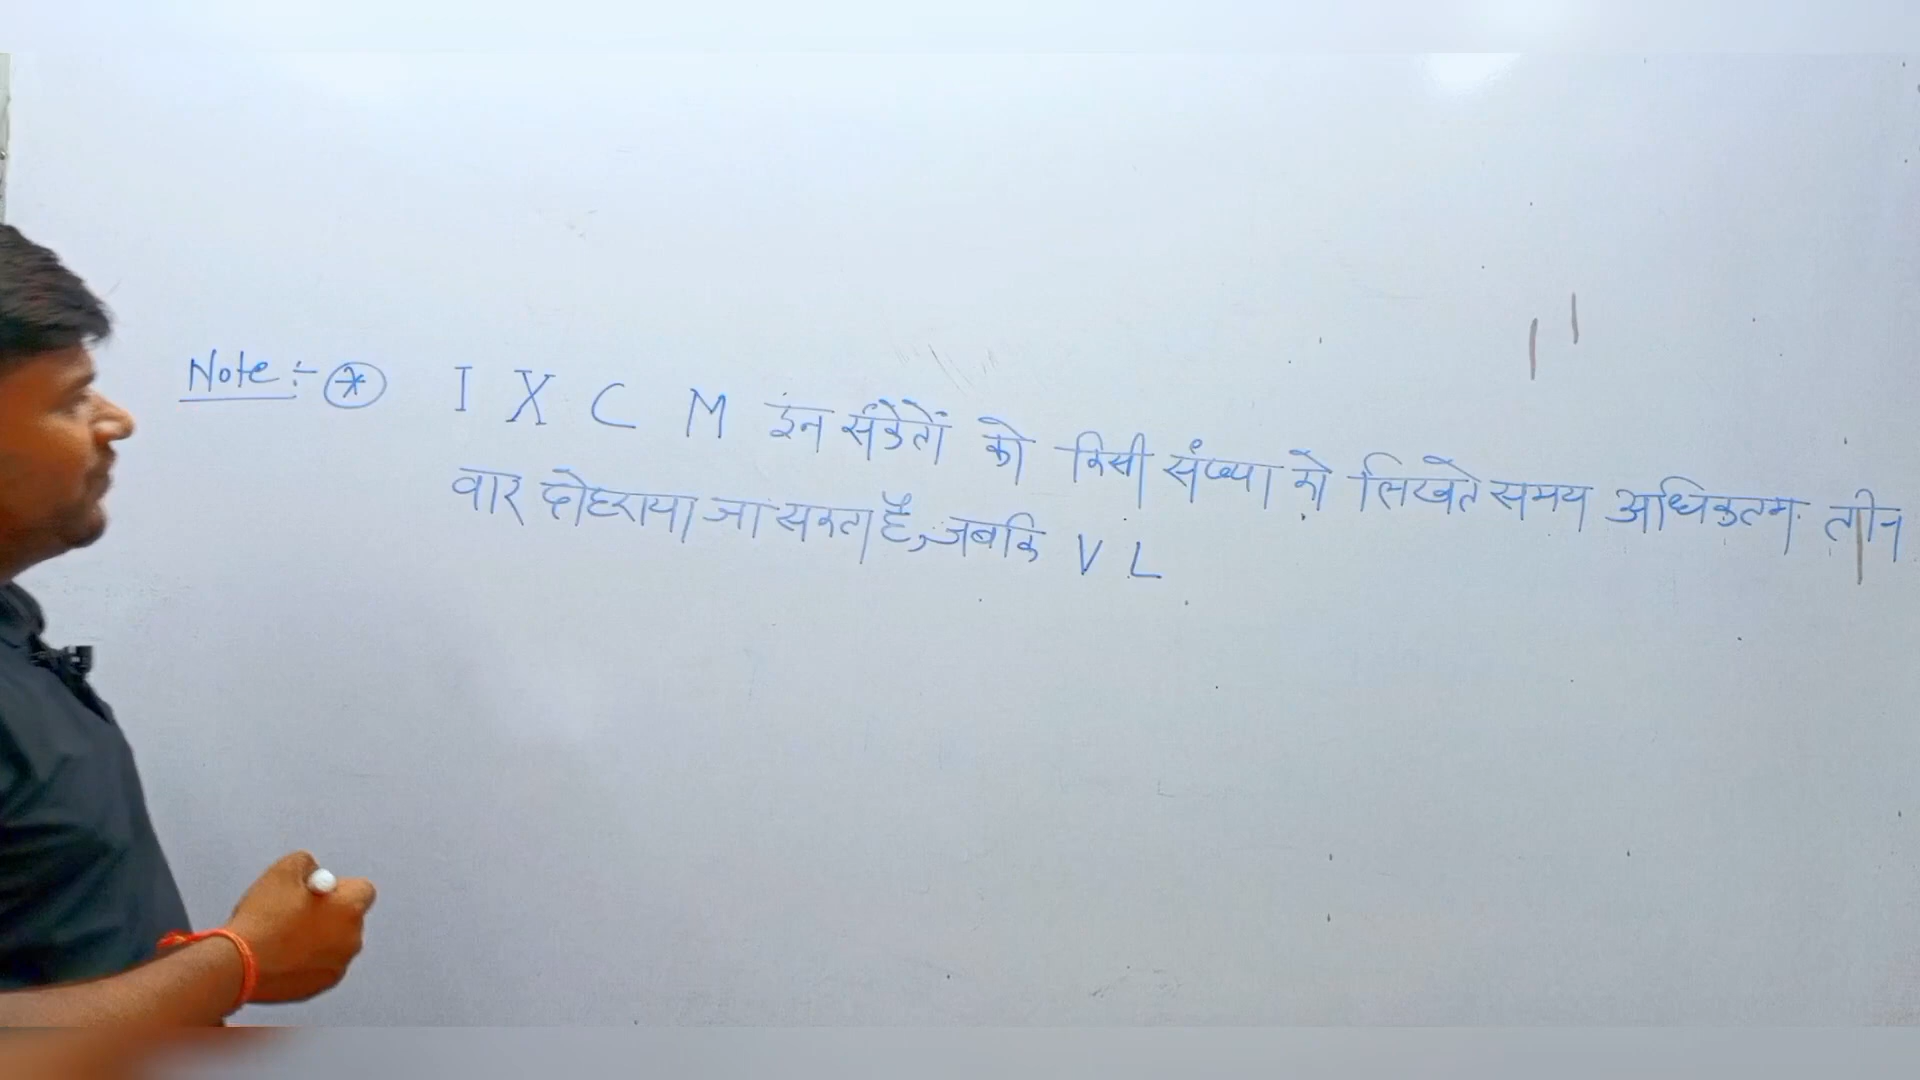 Note :- * I X C M इन संकेतों को किसी संख्या मे लिखते समय अधिकतम तीन
वार दोहराया जा सकता है, जबकि V L